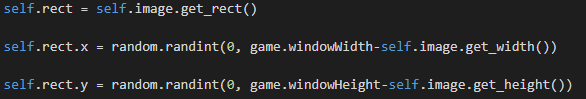 self.rect = self.image.get_rect()
self.rect.x = random.randint(0, game.windowWidth-self.image.get_width())
self.rect.y = random.randint(0, game.windowHeight-self.image.get_height())